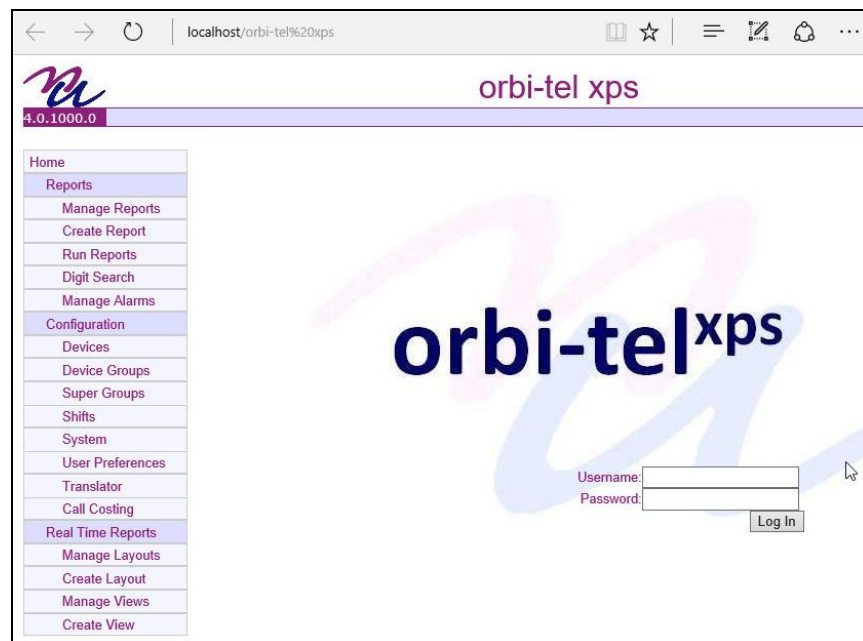 localhost/orbi-tel%20xps
orbi-tel xps
4.0.1000.0
Home
Reports
Manage Reports
Create Report
Run Reports
Digit Search
Manage Alarms
Configuration
Devices
Device Groups
Super Groups
Shifts
System
User Preferences
Translator
Call Costing
Real Time Reports
Manage Layouts
Create Layout
Manage Views
Create View
orbi-telxps
Username:
Password:
Log In